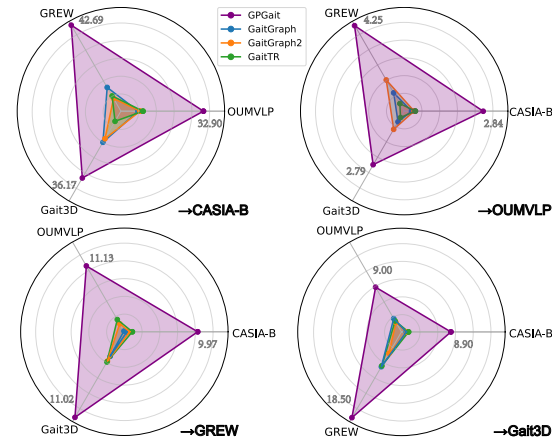 GREW
42.69
OUMVLP
32.90
36.17
Gait3D
→CASIA-B
GPGait
GaitGraph
GaitGraph2
GaitTR
GREW
4.25
CASIA-B
2.84
2.79
Gait3D
→OUMVLP
OUMVLP
11.13
CASIA-B
9.97
11.02
Gait3D
→GREW
OUMVLP
9.00
CASIA-B
8.90
18.50
GREW
→Gait3D